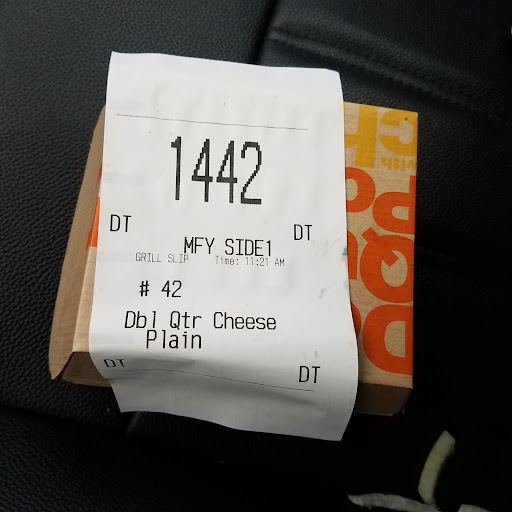 1442
DT DT
MFY SIDE1
GRILL SLIP Time: 11:21 AM
# 42
Dbl Qtr Cheese
Plain
DT DT